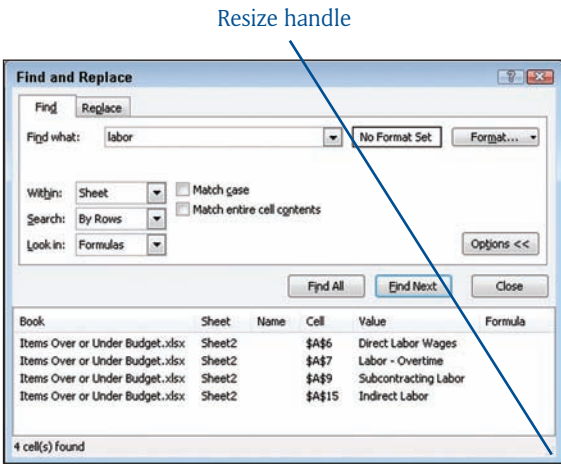 Resize handle
Find and Replace
Find Replace
Find what: labor No Format Set Format...
Within: Sheet Match case
Search: By Rows Match entire cell contents
Look in: Formulas Options <<
Find All Find Next Close
Book Sheet Name Cell Value Formula
Items Over or Under Budget.xlsx Sheet2 $A$6 Direct Labor Wages
Items Over or Under Budget.xlsx Sheet2 $A$7 Labor - Overtime
Items Over or Under Budget.xlsx Sheet2 $A$9 Subcontracting Labor
Items Over or Under Budget.xlsx Sheet2 $A$15 Indirect Labor
4 cell(s) found